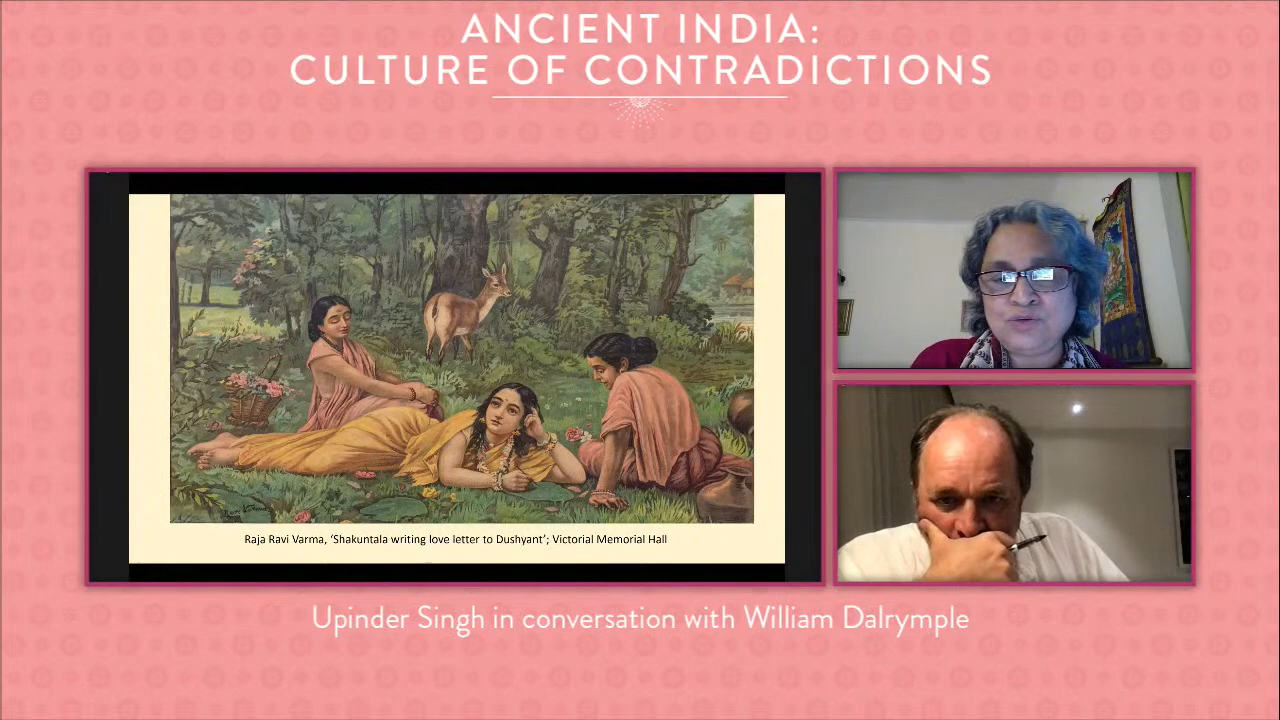 ANCIENT INDIA:
CULTURE OF CONTRADICTIONS
Raja Ravi Varma, ‘Shakuntala writing love letter to Dushyant’; Victorial Memorial Hall
Upinder Singh in conversation with William Dalrymple